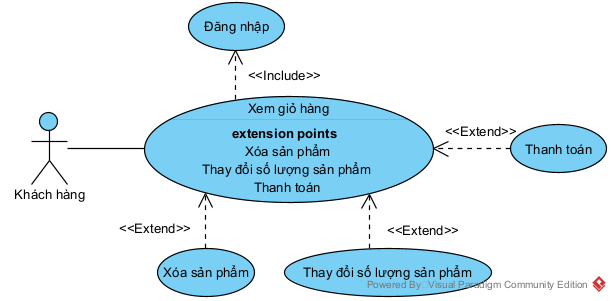 Đăng nhập
<<Include>>
Xem giỏ hàng
extension points
Xóa sản phẩm
Thay đổi số lượng sản phẩm
Thanh toán
<<Extend>>
Thanh toán
Khách hàng
<<Extend>>
<<Extend>>
Xóa sản phẩm
Thay đổi số lượng sản phẩm
Powered By: Visual Paradigm Community Edition